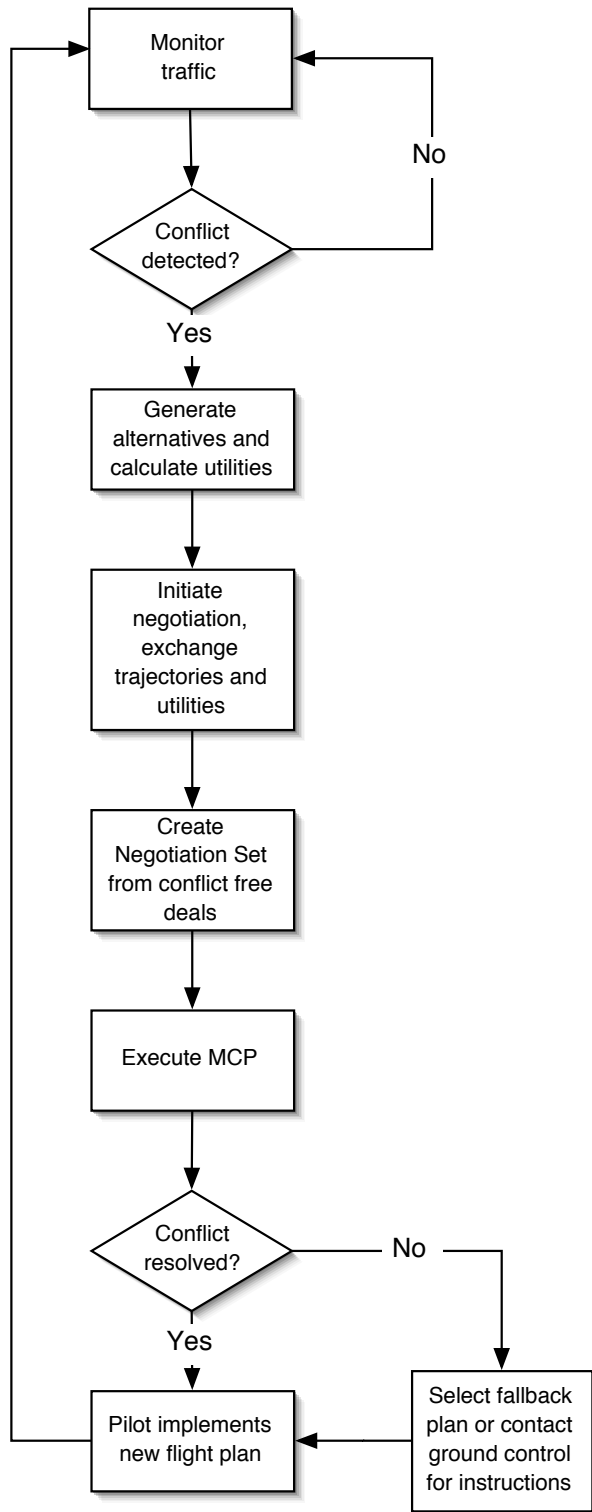 Monitor
traffic
No
Conflict
detected?
Yes
Generate
alternatives and
calculate utilities
Initiate
negotiation,
exchange
trajectories and
utilities
Create
Negotiation Set
from conflict free
deals
Execute MCP
Conflict
resolved?
No
Yes
Pilot implements
new flight plan
Select fallback
plan or contact
ground control
for instructions